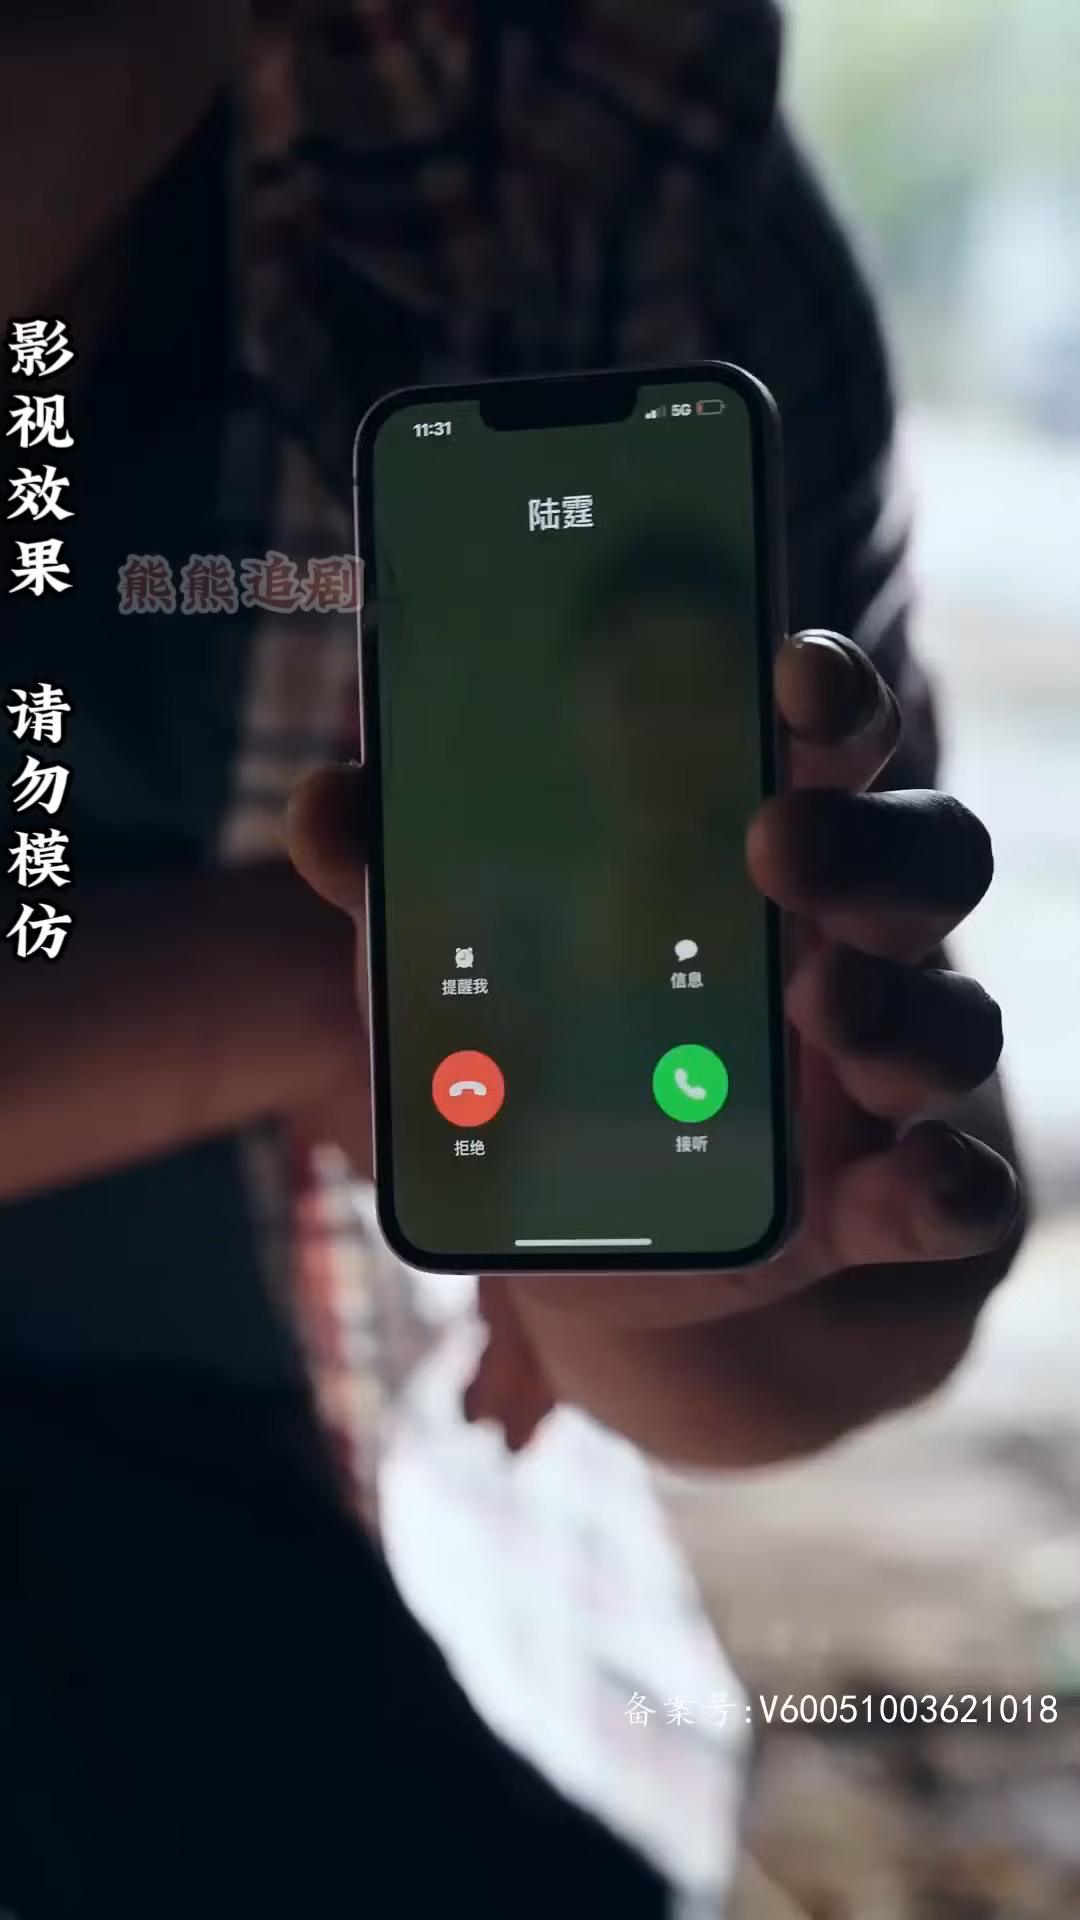 影视效果 请勿模仿
熊熊追剧
11:31
5G
陆霆
提醒我
信息
拒绝
接听
备案号:V60051003621018